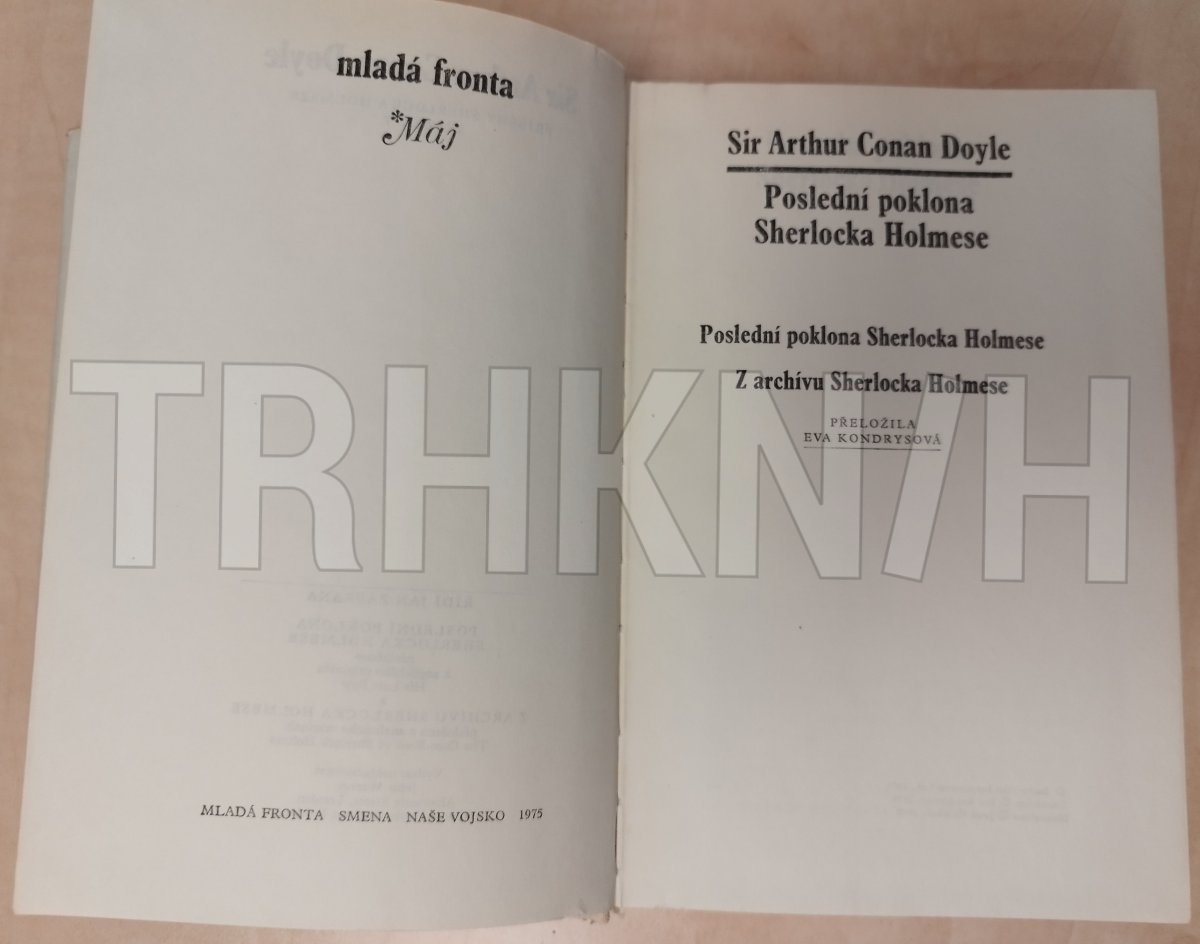 mladá fronta
*Máj
MLADÁ FRONTA SMENA NAŠE VOJSKO 1975
Sir Arthur Conan Doyle
Poslední poklona
Sherlocka Holmese
Poslední poklona Sherlocka Holmese
Z archívu Sherlocka Holmese
PŘELOŽILA
EVA KONDRYSOVÁ
TRHKNIH